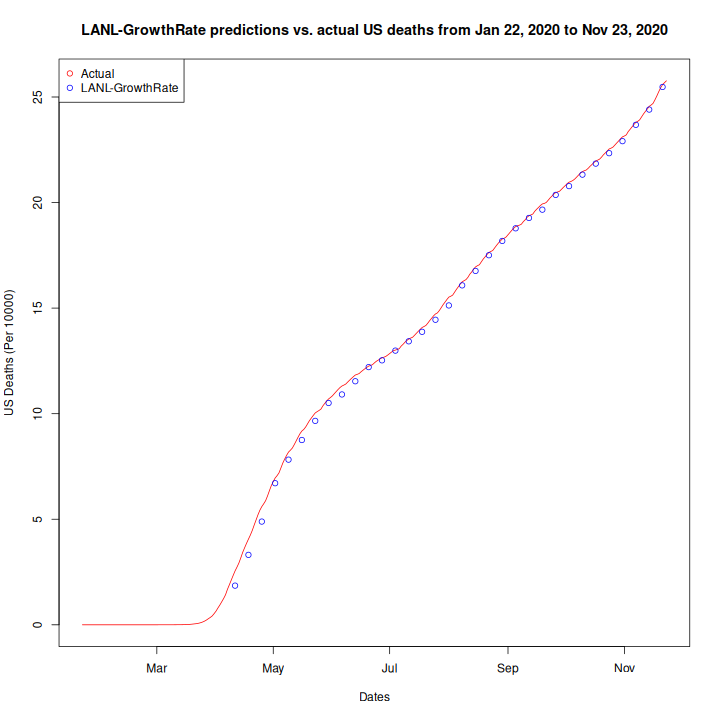 LANL-GrowthRate predictions vs. actual US deaths from Jan 22, 2020 to Nov 23, 2020
Actual
LANL-GrowthRate
US Deaths (Per 10000)
25
20
15
10
5
0
Mar May Jul Sep Nov
Dates